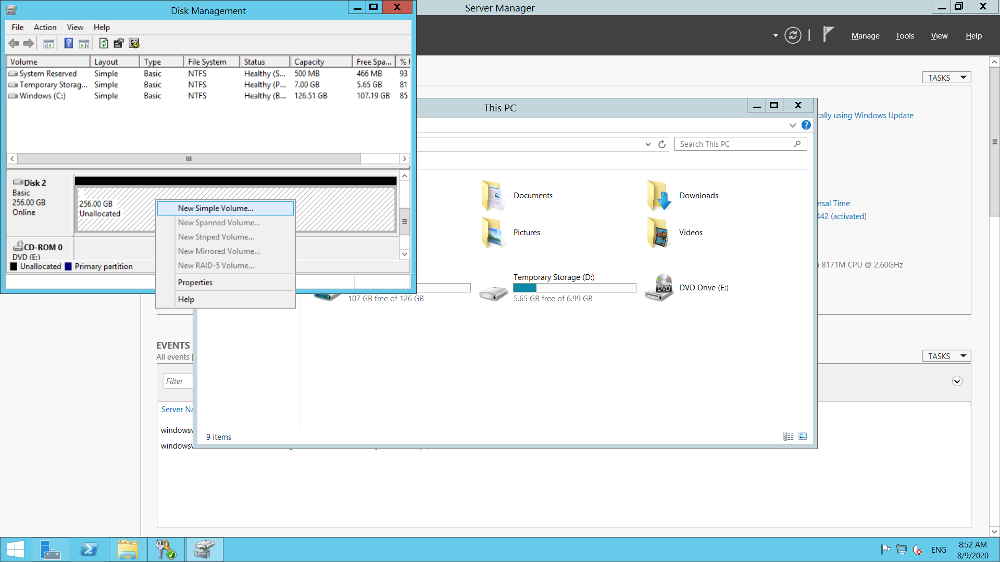 Disk Management
X
Server Manager
X
File Action View Help
Manage Tools View Help
Volume Layout Type File System Status Capacity Free Spa... %
System Reserved Simple Basic NTFS Healthy (S... 500 MB 466 MB 93
Temporary Storag... Simple Basic NTFS Healthy (P... 7.00 GB 5.65 GB 81
Windows (C:) Simple Basic NTFS Healthy (B... 126.51 GB 107.19 GB 85
TASKS
This PC
X
cally using Windows Update
Search This PC
Disk 2
Basic
256.00 GB
Online
256.00 GB
Unallocated
New Simple Volume...
New Spanned Volume...
New Striped Volume...
New Mirrored Volume...
New RAID-5 Volume...
Properties
Help
CD-ROM 0
DVD (E:)
Unallocated Primary partition
Documents
Downloads
Pictures
Videos
ersal Time
442 (activated)
8171M CPU @ 2.60GHz
107 GB free of 126 GB
Temporary Storage (D:)
5.65 GB free of 6.99 GB
DVD
DVD Drive (E:)
EVENTS
All events
TASKS
Filter
Server Na
windowsv
windowsv
9 items
ENG
8:52 AM
8/9/2020